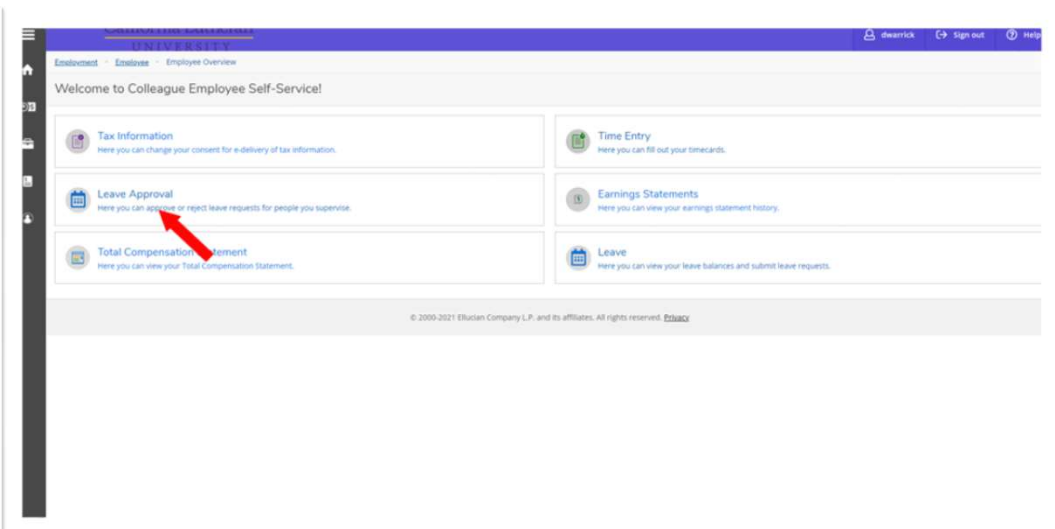 California Lutheran
UNIVERSITY
dwarrick
Sign out
Help
Employment · Employee · Employee Overview
Welcome to Colleague Employee Self-Service!
Tax Information
Here you can change your consent for e-delivery of tax information.
Time Entry
Here you can fill out your timecards.
Leave Approval
Here you can approve or reject leave requests for people you supervise.
Earnings Statements
Here you can view your earnings statement history.
Total Compensation
Here you can view your Total Compensation Statement.
Leave
Here you can view your leave balances and submit leave requests.
© 2000-2021 Ellucian Company L.P. and its affiliates. All rights reserved. Privacy